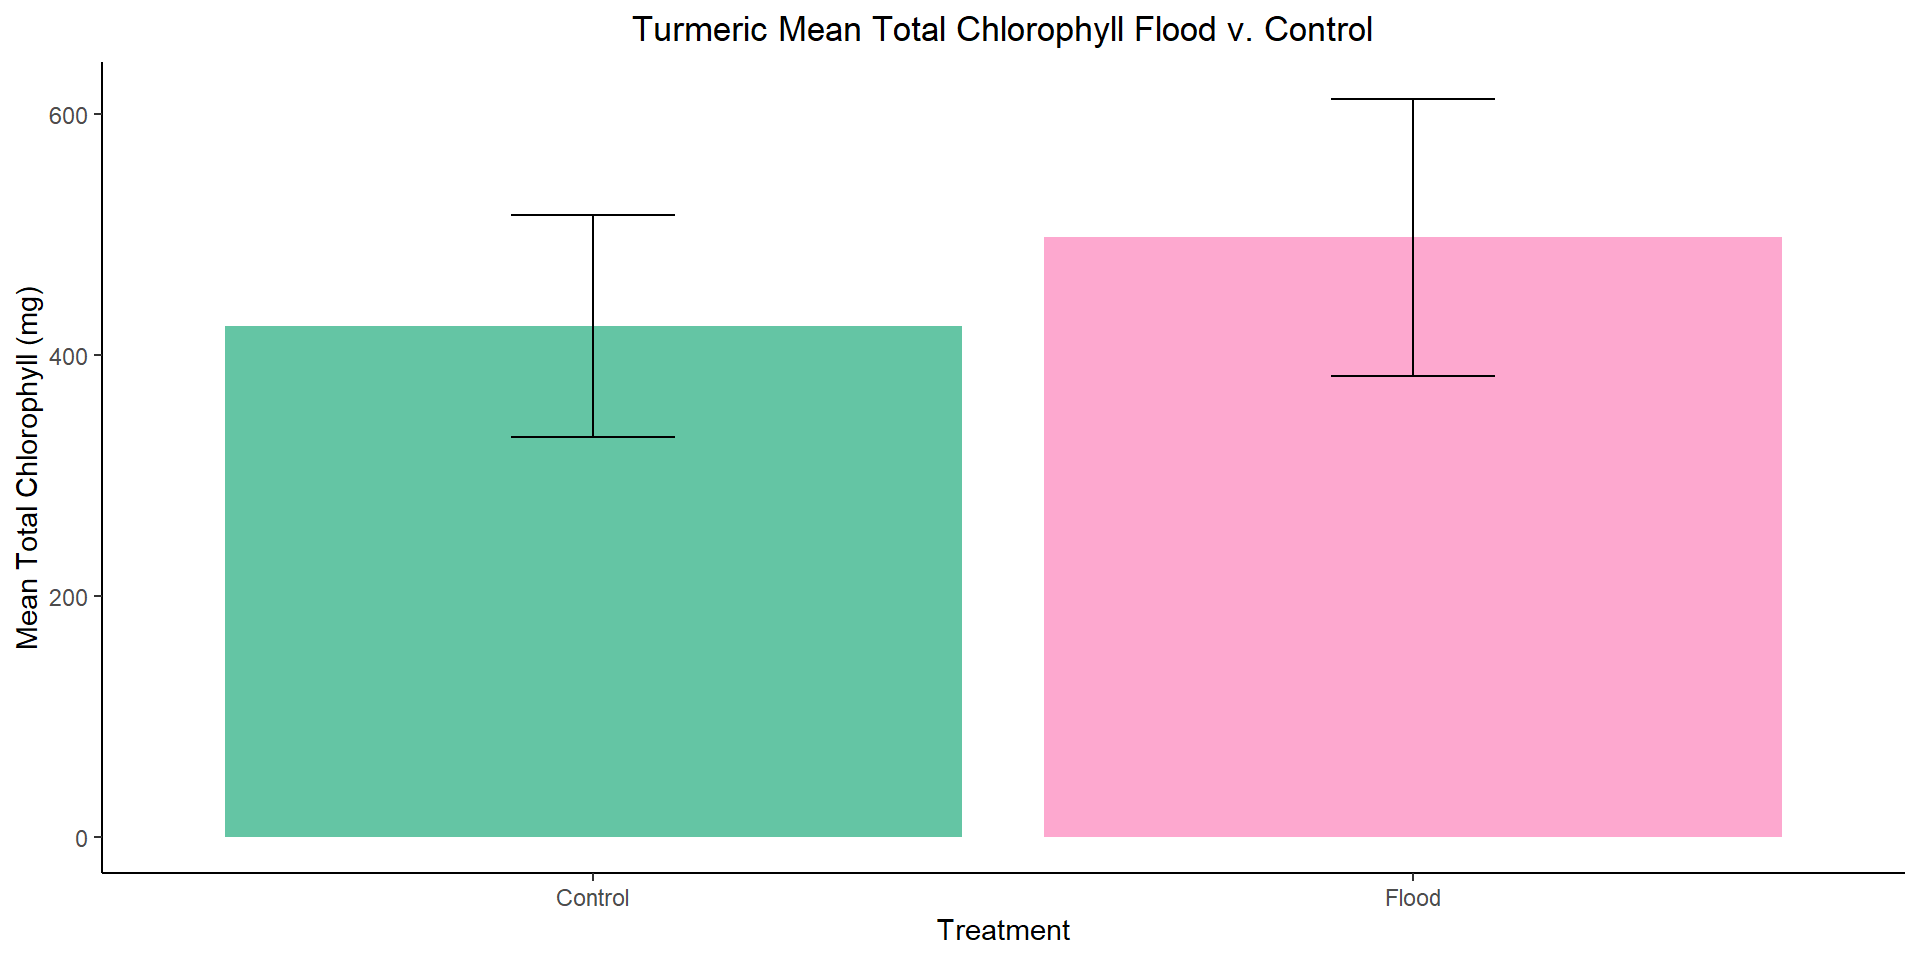 Turmeric Mean Total Chlorophyll Flood v. Control
Mean Total Chlorophyll (mg)
600
400
200
0
Control
Flood
Treatment